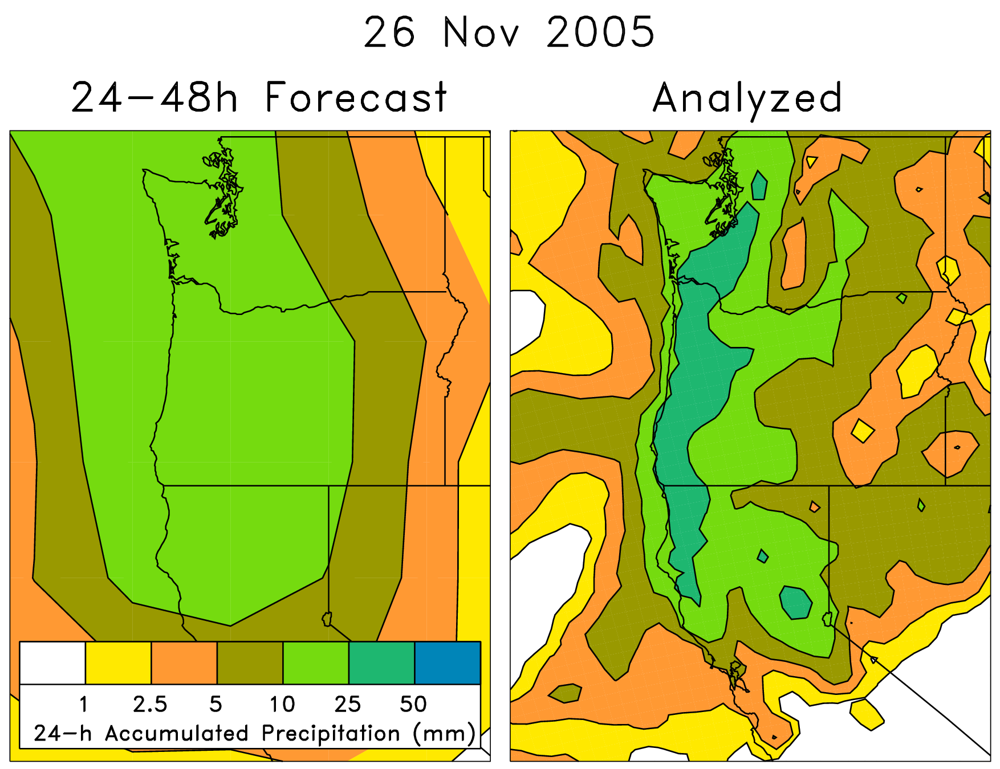 26 Nov 2005
24-48h Forecast
Analyzed
1 2.5 5 10 25 50
24-h Accumulated Precipitation (mm)